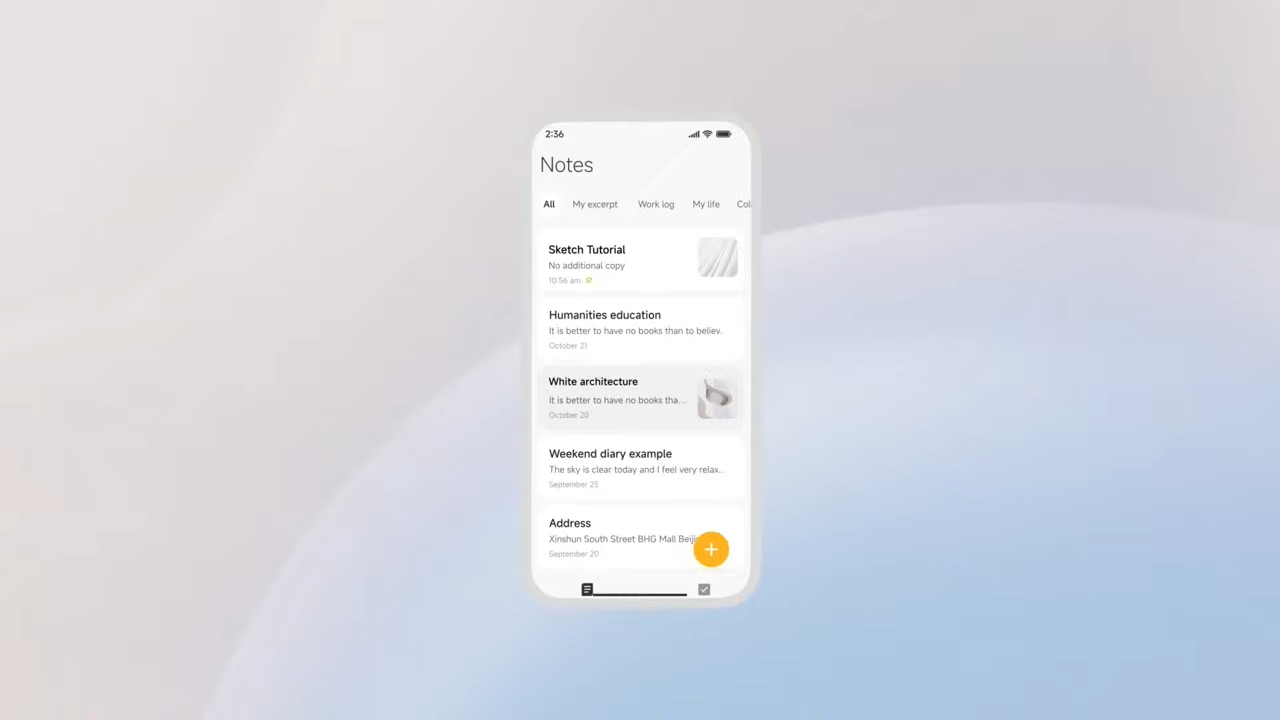 2:36
Notes
All My excerpt Work log My life Col
Sketch Tutorial
No additional copy
10:56 am
Humanities education
It is better to have no books than to believ.
October 21
White architecture
It is better to have no books tha...
October 20
Weekend diary example
The sky is clear today and I feel very relax..
September 25
Address
Xinshun South Street BHG Mall Beiji
September 20